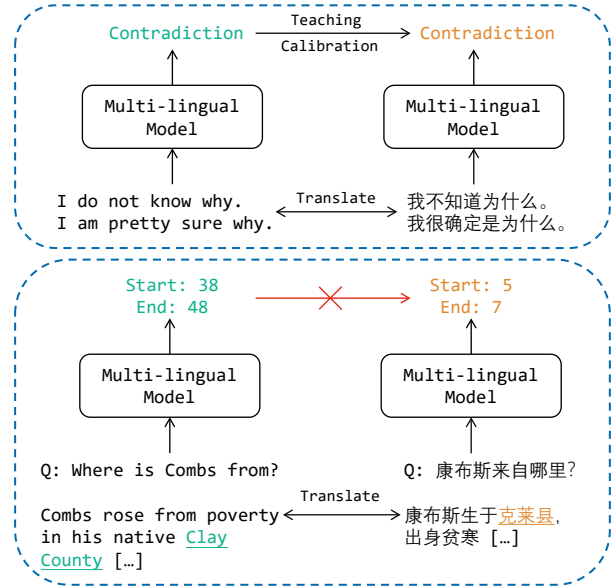 Contradiction
Teaching
Calibration
Contradiction
Multi-lingual
Model
Multi-lingual
Model
I do not know why.
I am pretty sure why.
Translate
我不知道为什么。
我很确定是为什么。
Start: 38
End: 48
Start: 5
End: 7
Multi-lingual
Model
Multi-lingual
Model
Q: Where is Combs from?
Q: 康布斯来自哪里?
Combs rose from poverty
in his native Clay
County […]
Translate
康布斯生于克莱县,
出身贫寒 […]